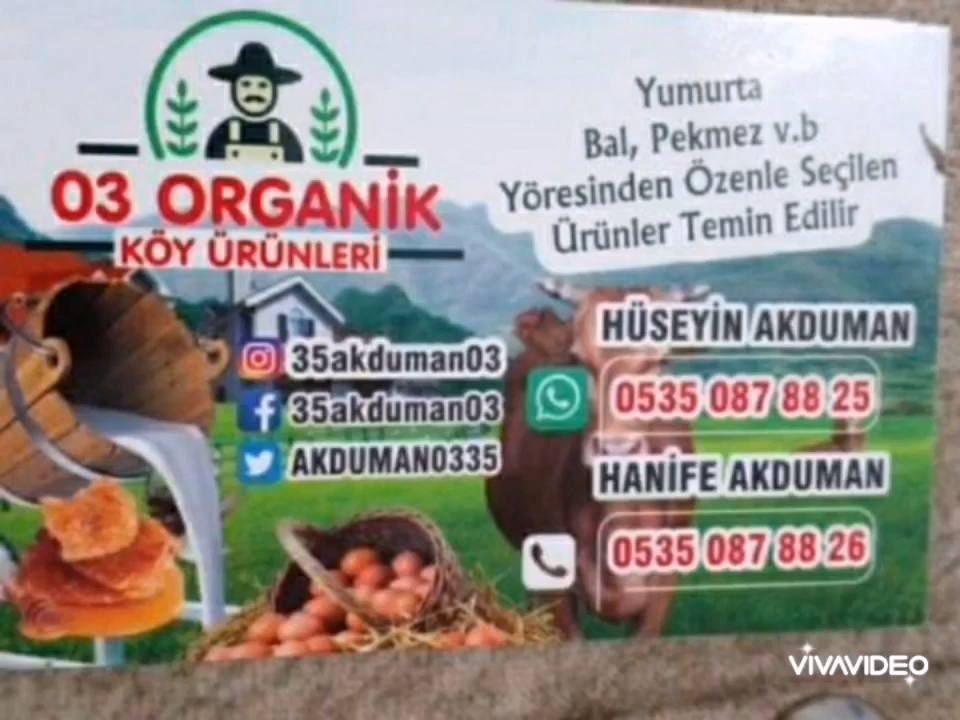 03 ORGANİK
KÖY ÜRÜNLERİ
Yumurta
Bal, Pekmez v.b
Yöresinden Özenle Seçilen
Ürünler Temin Edilir
35akduman03
35akduman03
AKDUMAN0335
HÜSEYİN AKDUMAN
0535 087 88 25
HANİFE AKDUMAN
0535 087 88 26
VIVAVIDEO